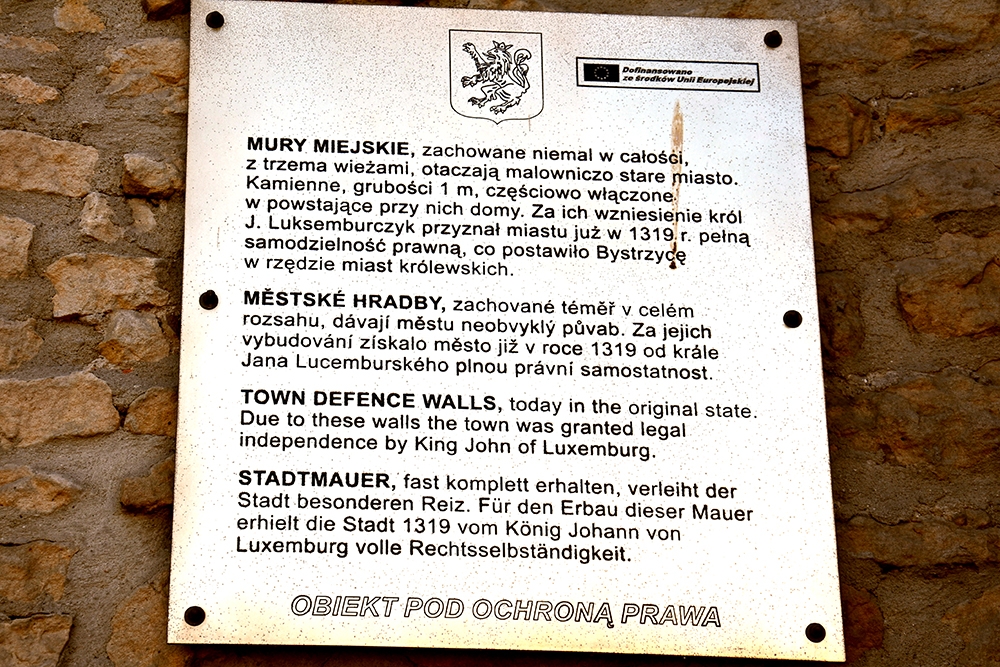 Dofinansowano
ze środków Unii Europejskiej
MURY MIEJSKIE, zachowane niemal w całości,
z trzema wieżami, otaczają malowniczo stare miasto.
Kamienne, grubości 1 m, częściowo włączone
w powstające przy nich domy. Za ich wzniesienie król
J. Luksemburczyk przyznał miastu już w 1319 r. pełną
samodzielność prawną, co postawiło Bystrzycę
w rzędzie miast królewskich.
MĚSTSKÉ HRADBY, zachované téměř v celém
rozsahu, dávají městu neobvyklý půvab. Za jejich
vybudování získalo město již v roce 1319 od krále
Jana Lucemburského plnou právní samostatnost.
TOWN DEFENCE WALLS, today in the original state.
Due to these walls the town was granted legal
independence by King John of Luxemburg.
STADTMAUER, fast komplett erhalten, verleiht der
Stadt besonderen Reiz. Für den Erbau dieser Mauer
erhielt die Stadt 1319 vom König Johann von
Luxemburg volle Rechtsselbständigkeit.
OBIEKT POD OCHRONĄ PRAWA